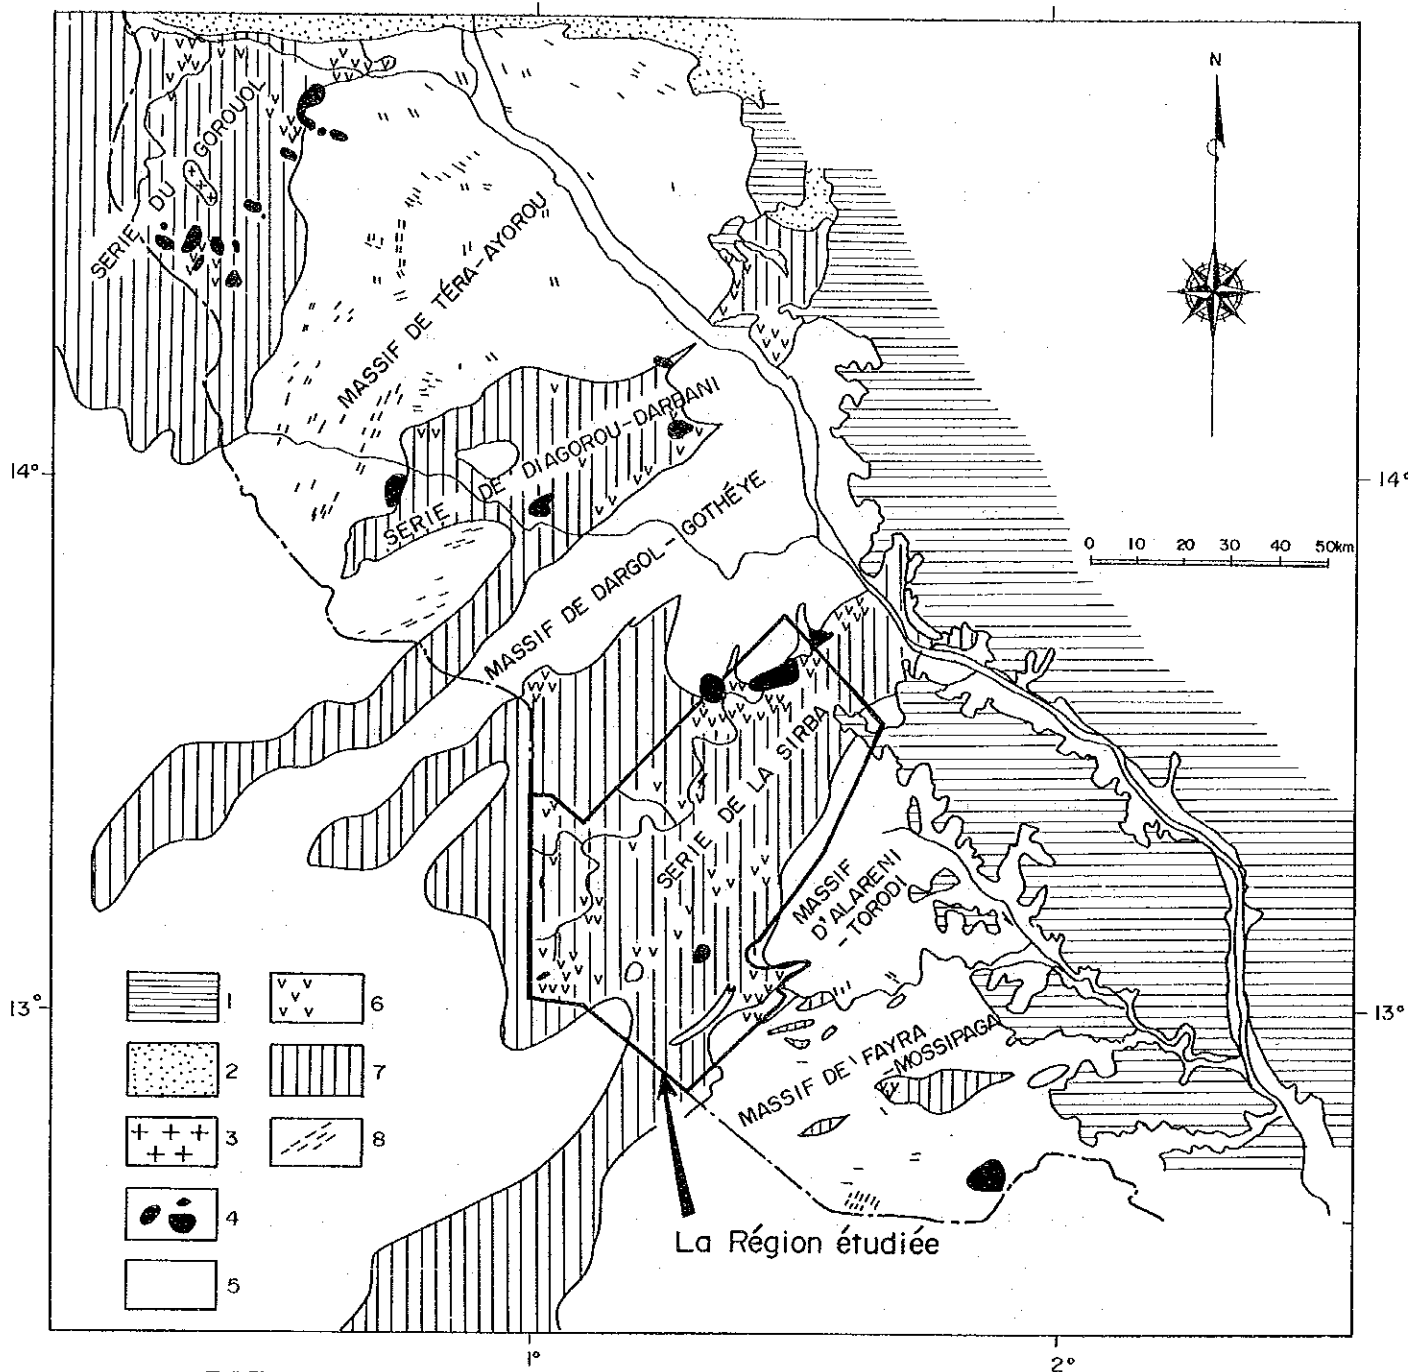 N
SERIE DU GOROUOL
MASSIF DE TÉRA-AYOROU
SERIE DE DIAGOROU-DARBANI
14°
14°
MASSIF DE DARGOL-GOTHÉYE
0 10 20 30 40 50km
SERIE DE LA SIRBA
MASSIF
D'ALARENI
-TORODI
13°
13°
MASSIF DE FAYRA
-MOSSIPAGA
1
2
3
4
5
6
7
8
La Région étudiée
1°
2°